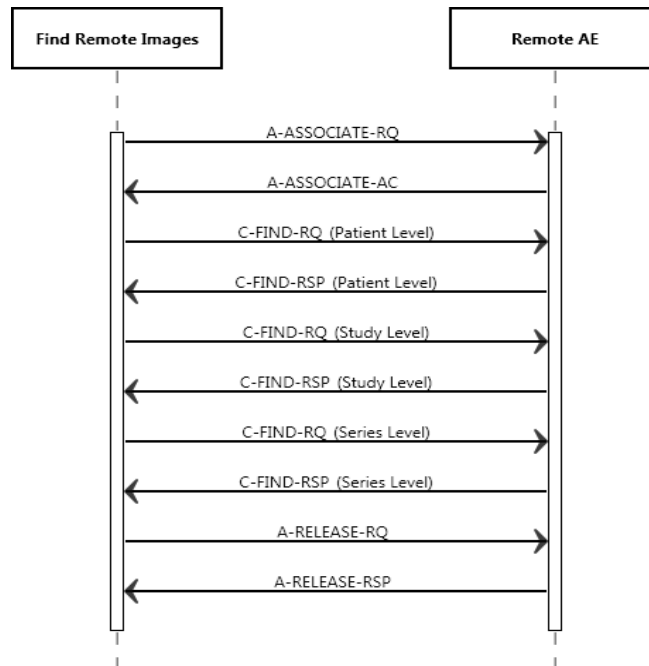 Find Remote Images
Remote AE
A-ASSOCIATE-RQ
A-ASSOCIATE-AC
C-FIND-RQ (Patient Level)
C-FIND-RSP (Patient Level)
C-FIND-RQ (Study Level)
C-FIND-RSP (Study Level)
C-FIND-RQ (Series Level)
C-FIND-RSP (Series Level)
A-RELEASE-RQ
A-RELEASE-RSP